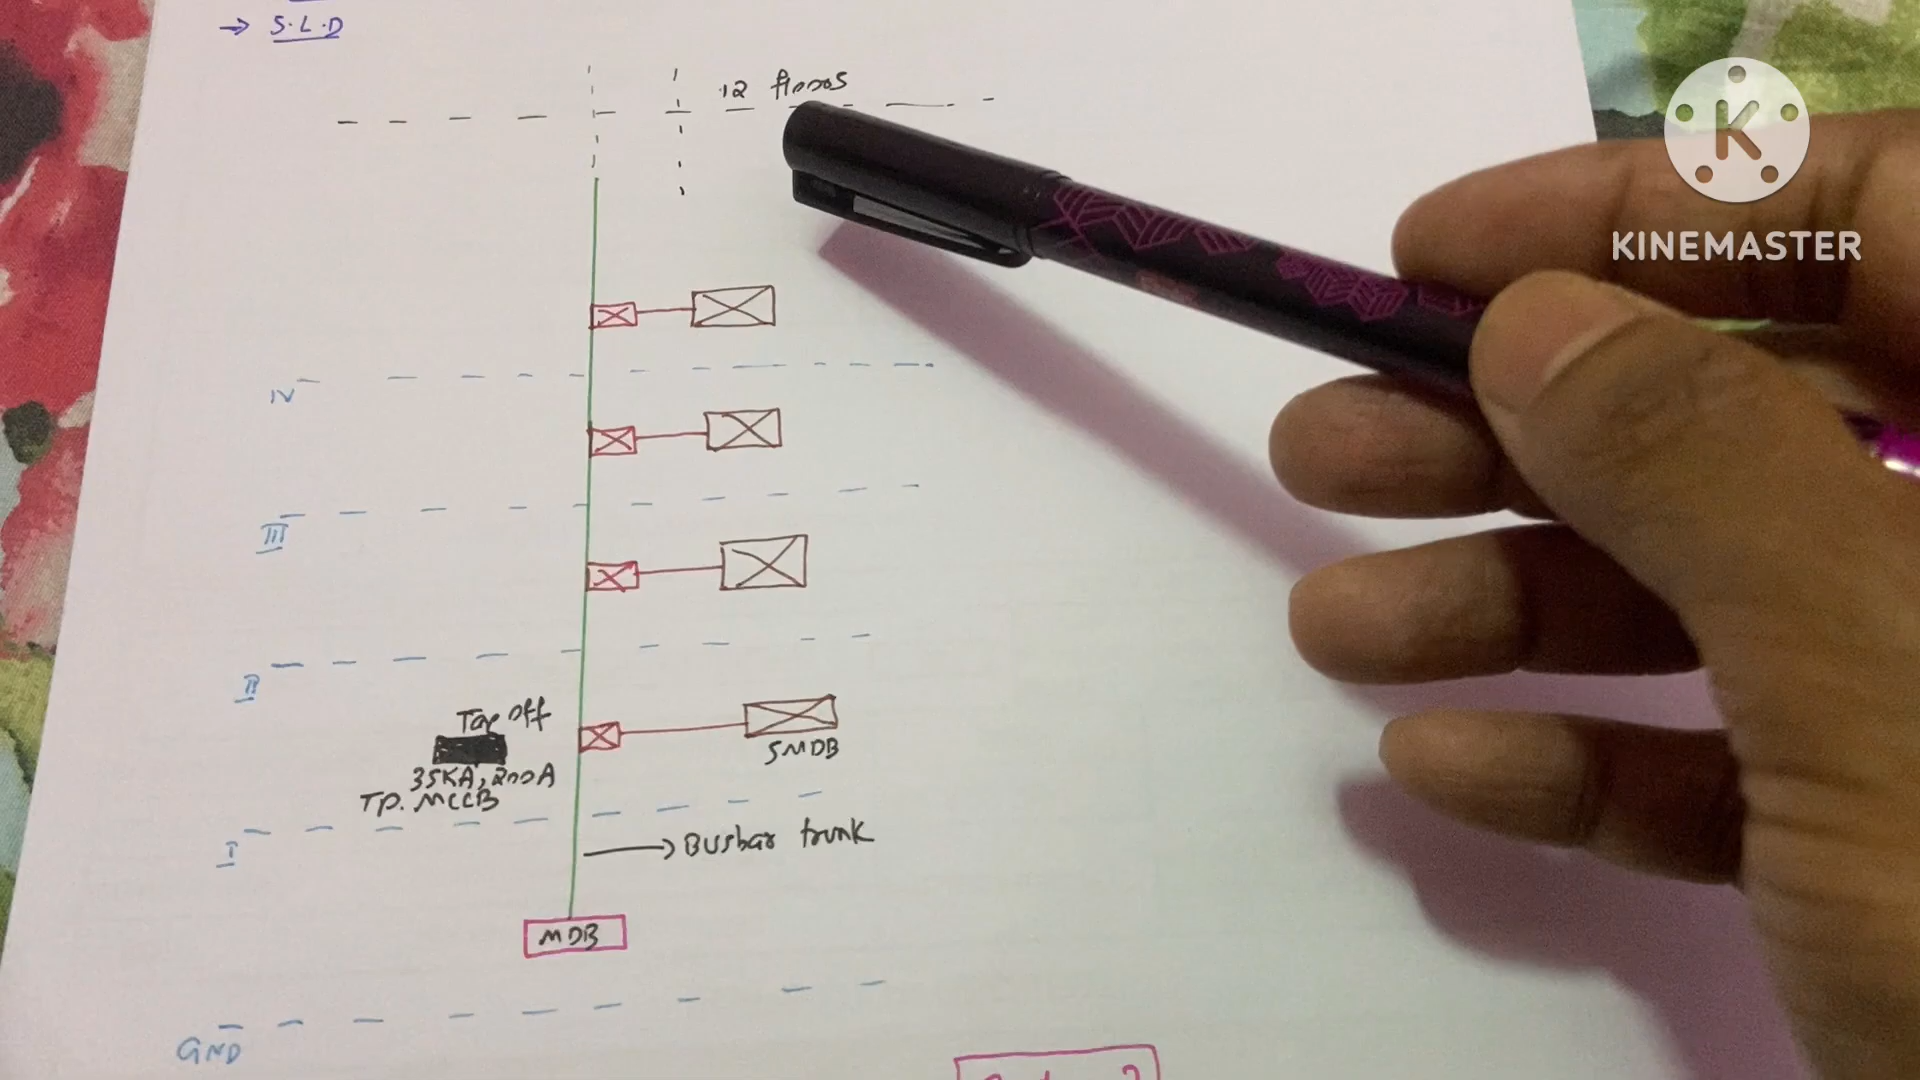 → S.L.D
12 floors
KINEMASTER
IV
III
II
Tap off
35KA, 200A
TP. MCCB
SMDB
I
→ Busbar trunk
MDB
GND